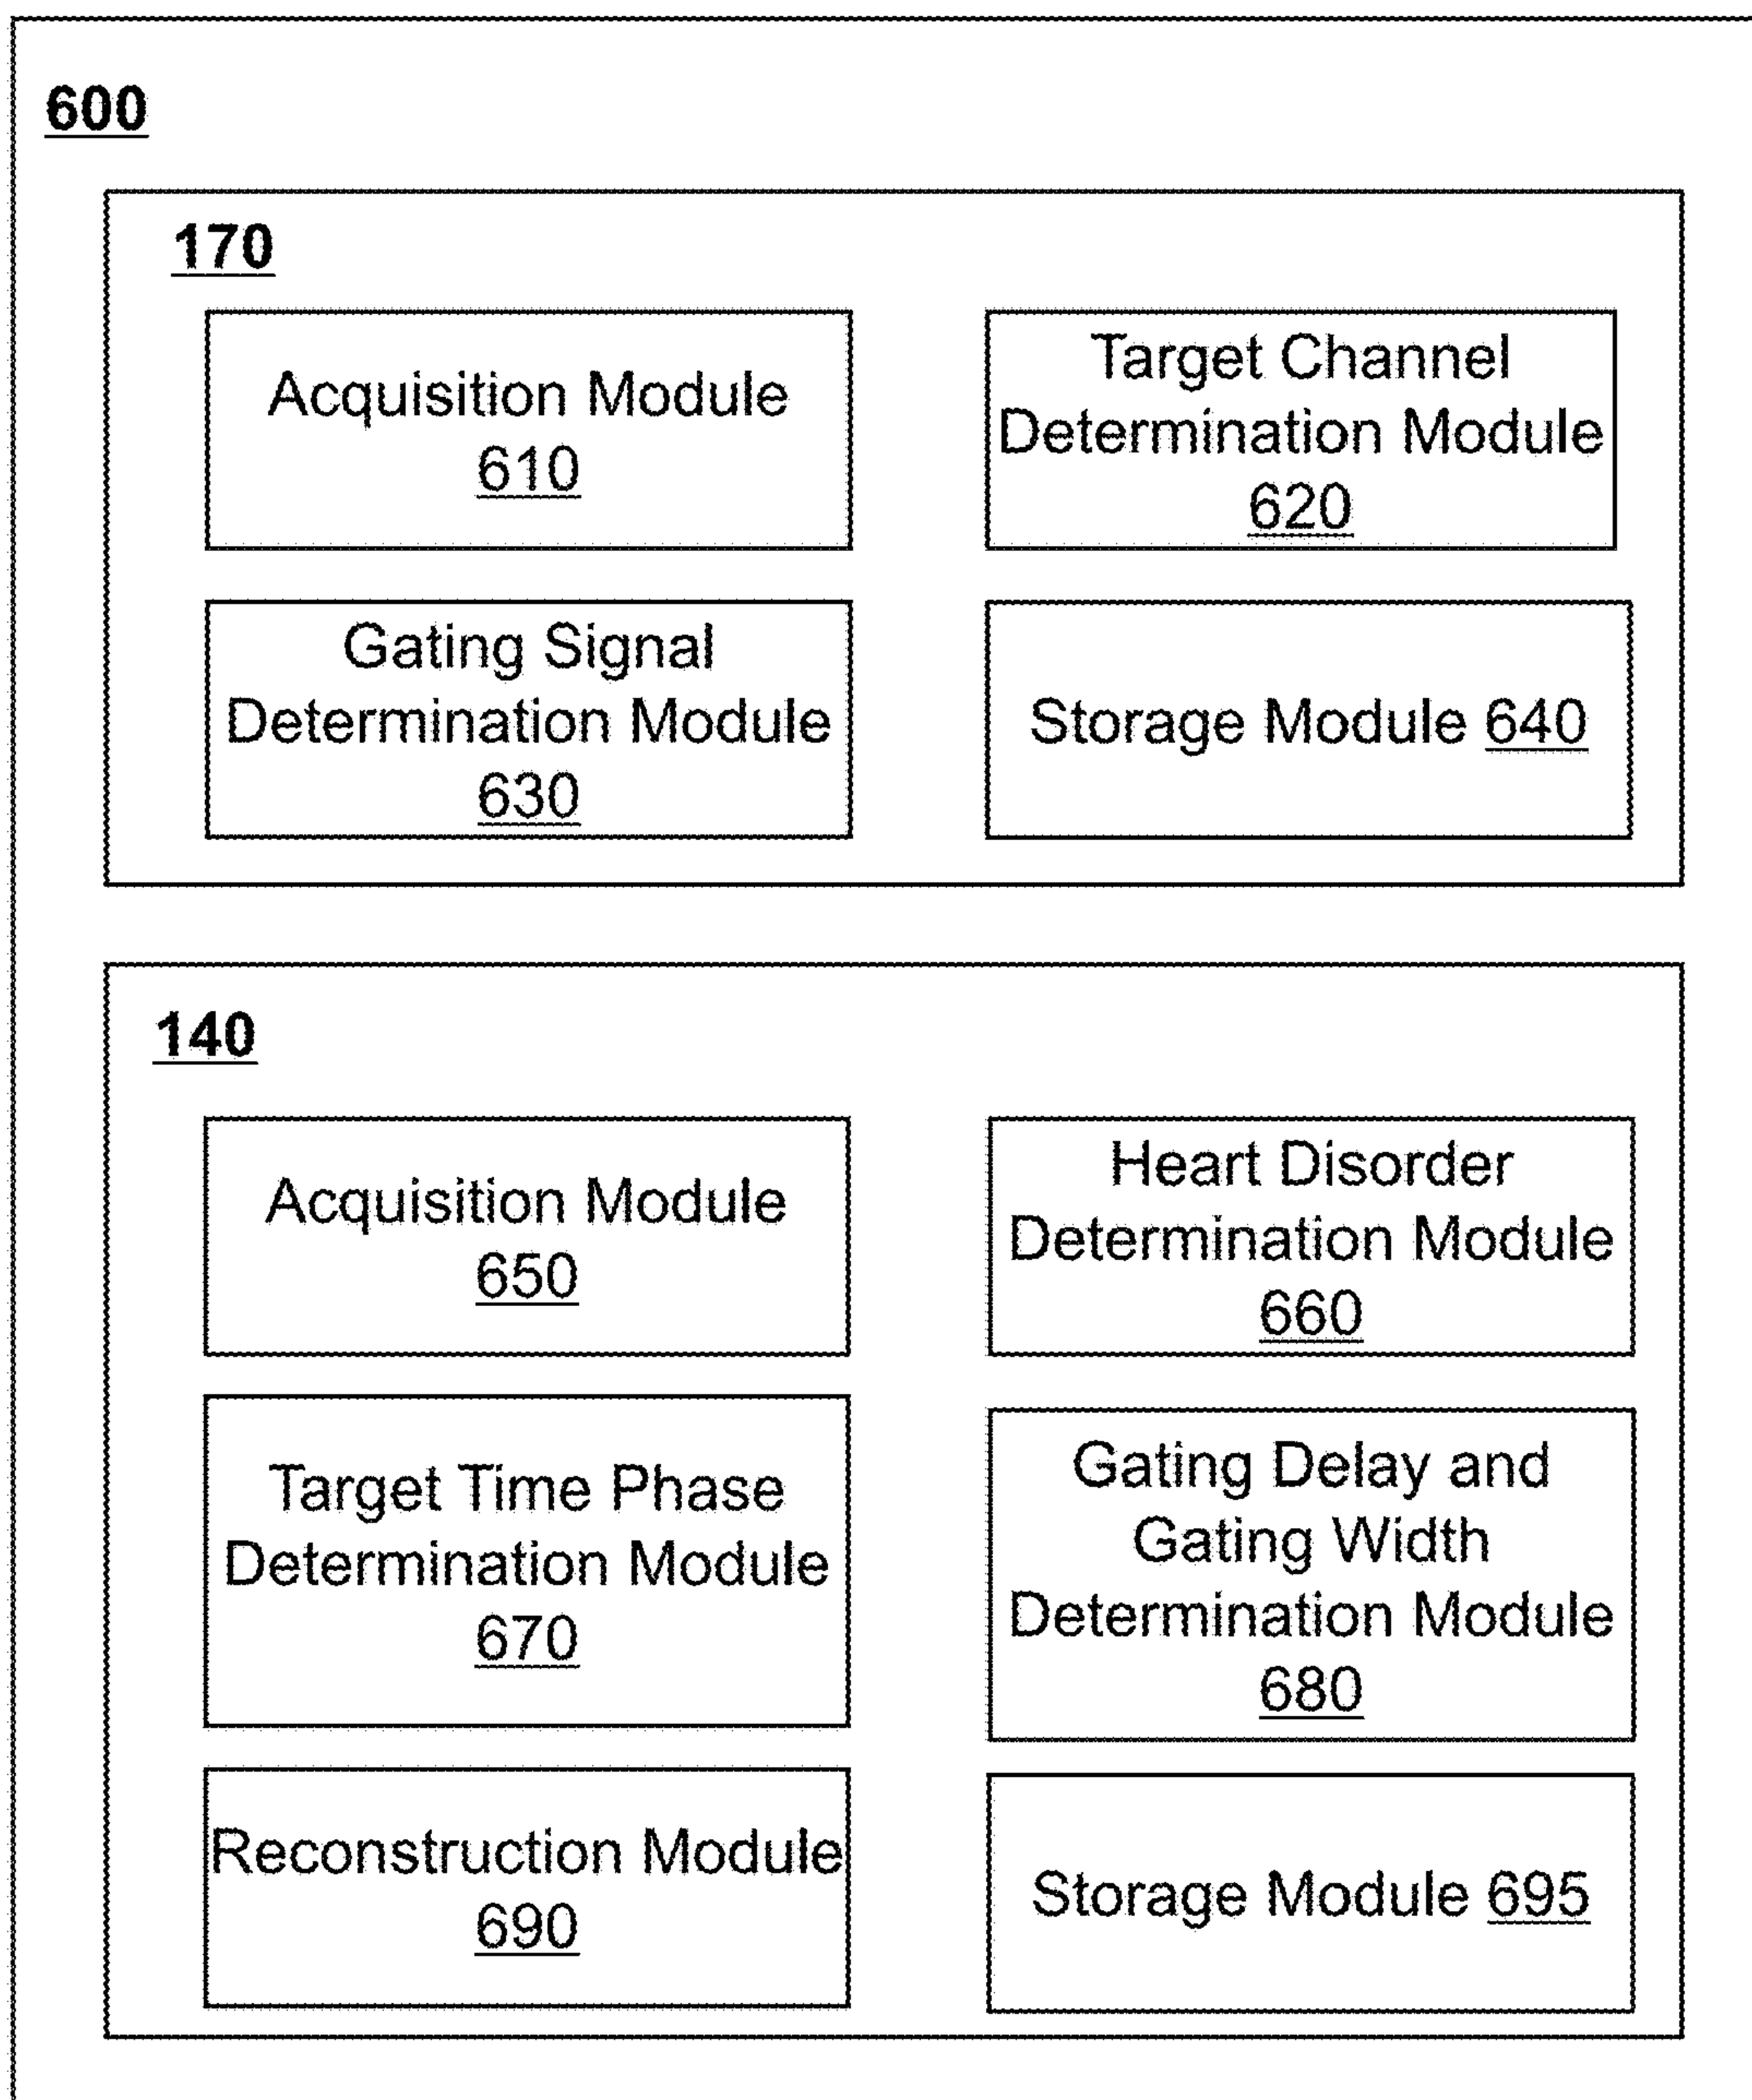 600
170
Acquisition Module
610
Target Channel
Determination Module
620
Gating Signal
Determination Module
630
Storage Module 640
140
Acquisition Module
650
Heart Disorder
Determination Module
660
Target Time Phase
Determination Module
670
Gating Delay and
Gating Width
Determination Module
680
Reconstruction Module
690
Storage Module 695